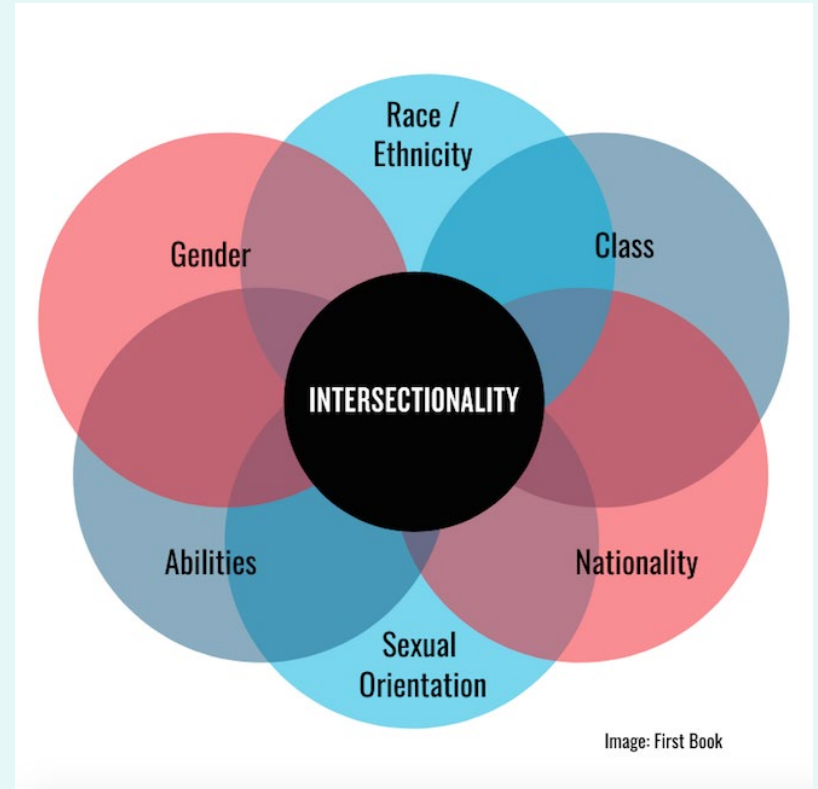 Race /
Ethnicity
Gender
Class
INTERSECTIONALITY
Abilities
Nationality
Sexual
Orientation
Image: First Book